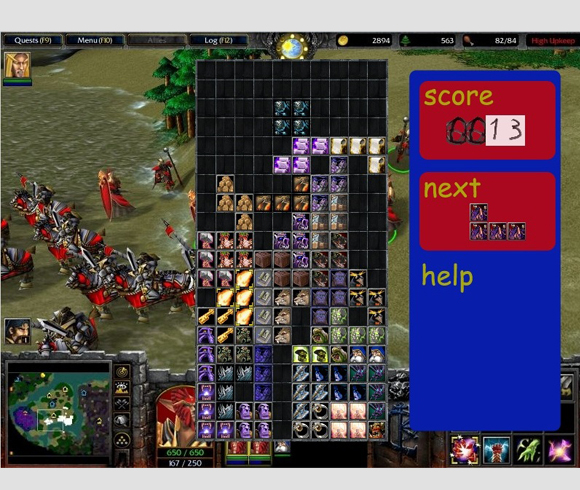 Quests (F9) Menu (F10) Allies Log (F12) 2894 563 82/84 High Upkeep
score
0013
next
help
650 / 650
167 / 250